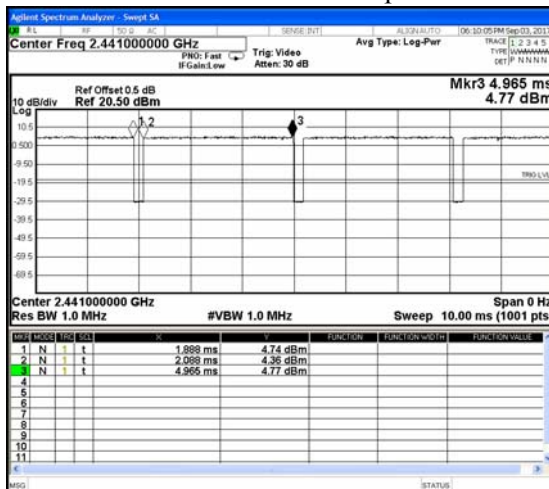 Agilent Spectrum Analyzer - Swept SA
RL RF 50 Ω AC SENSE:INT ALIGN AUTO 06:10:05 PM Sep 03, 201
Center Freq 2.441000000 GHz
PNO: Fast Trig: Video Avg Type: Log-Pwr TRACE 1 2 3 4 5
IFGain:Low Atten: 30 dB TYPE
DET P N N N N
Ref Offset 0.5 dB Mkr3 4.965 ms
10 dB/div Ref 20.50 dBm 4.77 dBm
Log
1 2 3
10.5
0.500
-9.50
TRIG LVL
-19.5
-29.5
-39.5
-49.5
-59.5
-69.5
Center 2.441000000 GHz Span 0 Hz
Res BW 1.0 MHz #VBW 1.0 MHz Sweep 10.00 ms (1001 pts
MKR MODE TRC SCL X Y FUNCTION FUNCTION WIDTH FUNCTION VALUE
1 N 1 t 1.888 ms 4.74 dBm
2 N 1 t 2.088 ms 4.36 dBm
3 N 1 t 4.965 ms 4.77 dBm
4
5
6
7
8
9
10
11
MSG STATUS